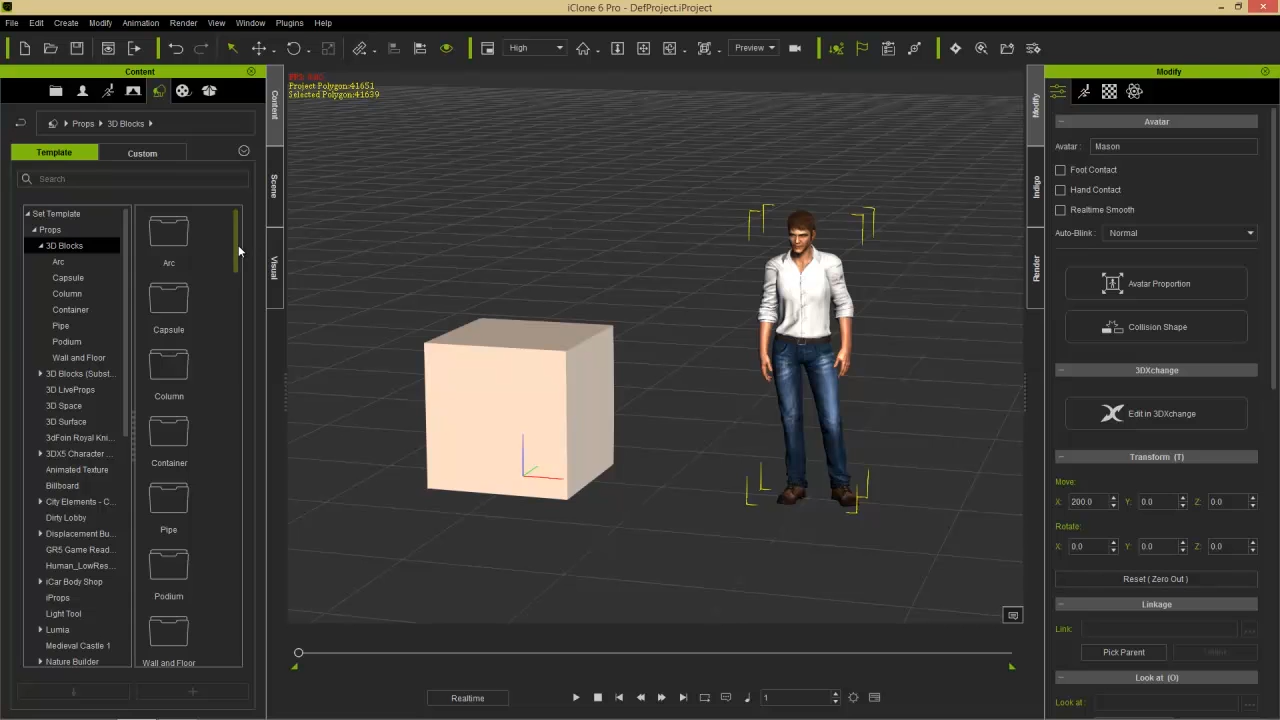 iClone 6 Pro - DefProject.iProject
File Edit Create Modify Animation Render View Window Plugins Help
High
Preview
Content
Modify
Project Polygon:41651
Selected Polygon:41639
Content
Scene
Visual
Modify
Indigo
Render
Props 3D Blocks
Template Custom
Search
Set Template
Props
3D Blocks
Arc
Capsule
Column
Container
Pipe
Podium
Wall and Floor
3D Blocks (Subst...
3D LiveProps
3D Space
3D Surface
3dFoin Royal Kni...
3DX5 Character ...
Animated Texture
Billboard
City Elements - C...
Dirty Lobby
Displacement Bu...
GR5 Game Read...
Human_LowRes...
iCar Body Shop
iProps
Light Tool
Lumia
Medieval Castle 1
Nature Builder
Arc
Capsule
Column
Container
Pipe
Podium
Wall and Floor
Avatar
Avatar : Mason
Foot Contact
Hand Contact
Realtime Smooth
Auto-Blink : Normal
Avatar Proportion
Collision Shape
3DXchange
Edit in 3DXchange
Transform (T)
Move:
X: 200.0 Y: 0.0 Z: 0.0
Rotate:
X: 0.0 Y: 0.0 Z: 0.0
Reset ( Zero Out )
Linkage
Link:
Pick Parent
Look at (O)
Look at :
Realtime
1